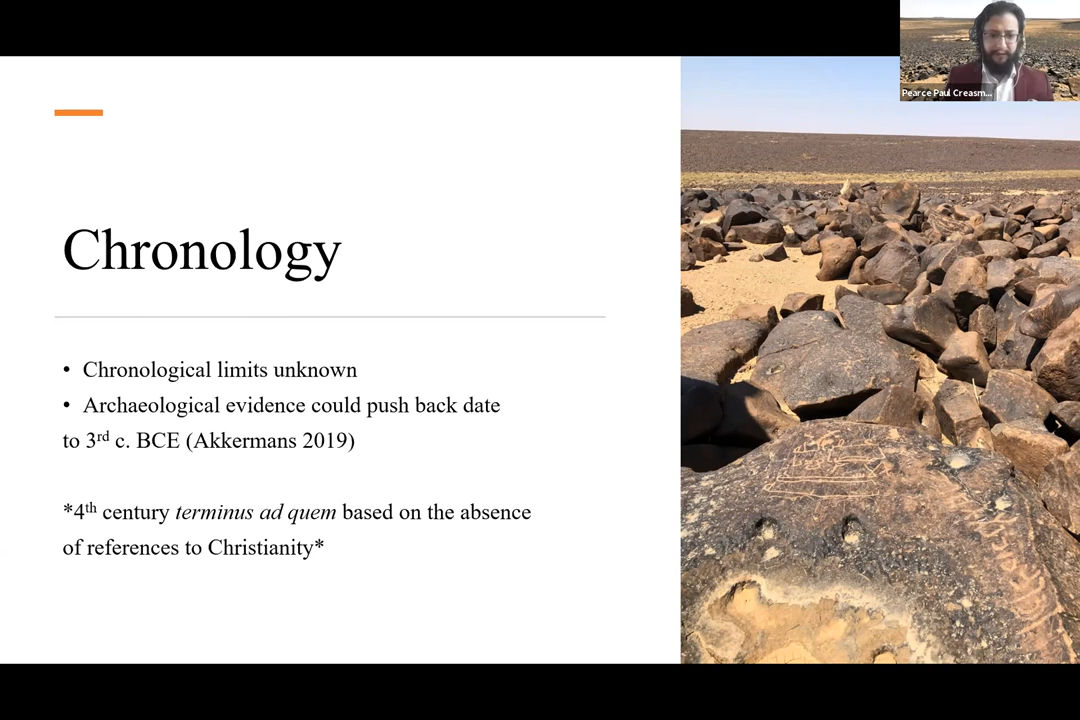 Pearce Paul Creasm...
Chronology
• Chronological limits unknown
• Archaeological evidence could push back date
to 3rd c. BCE (Akkermans 2019)
*4th century terminus ad quem based on the absence
of references to Christianity*